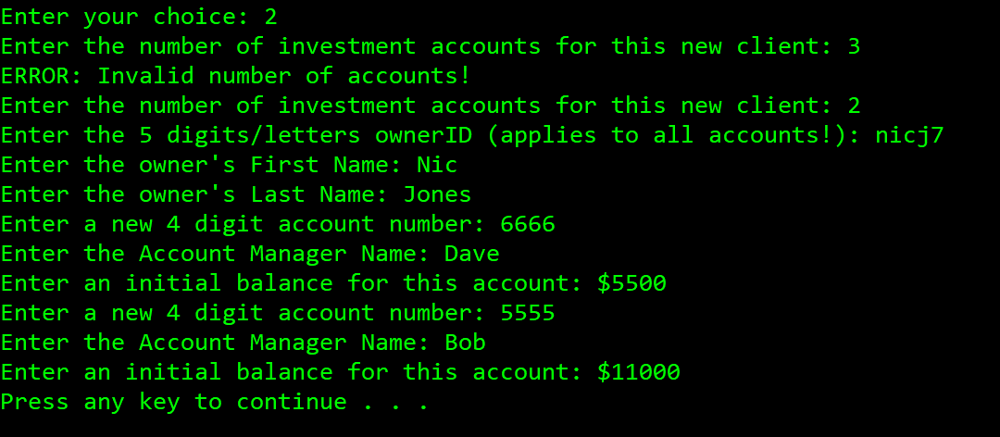 Enter your choice: 2
Enter the number of investment accounts for this new client: 3
ERROR: Invalid number of accounts!
Enter the number of investment accounts for this new client: 2
Enter the 5 digits/letters ownerID (applies to all accounts!): nicj7
Enter the owner's First Name: Nic
Enter the owner's Last Name: Jones
Enter a new 4 digit account number: 6666
Enter the Account Manager Name: Dave
Enter an initial balance for this account: $5500
Enter a new 4 digit account number: 5555
Enter the Account Manager Name: Bob
Enter an initial balance for this account: $11000
Press any key to continue . . .